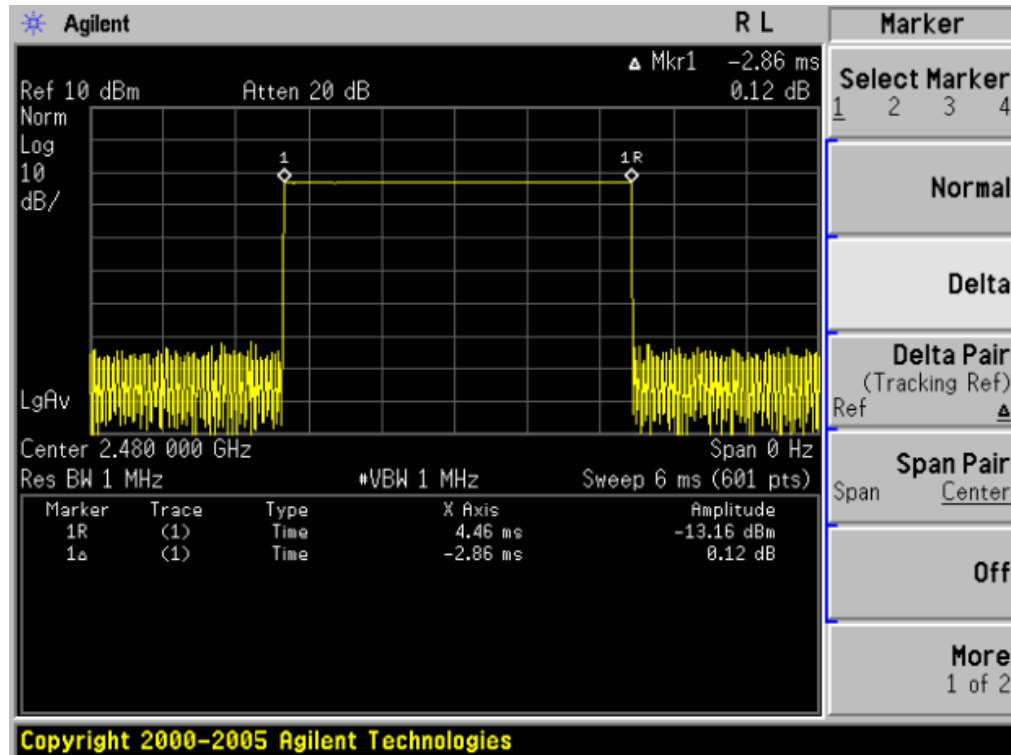 Agilent R L
Δ Mkr1 -2.86 ms
Ref 10 dBm Atten 20 dB 0.12 dB
Norm
Log
10
dB/
1 1R
LgAv
Center 2.480 000 GHz Span 0 Hz
Res BW 1 MHz #VBW 1 MHz Sweep 6 ms (601 pts)
Marker Trace Type X Axis Amplitude
1R (1) Time 4.46 ms -13.16 dBm
1Δ (1) Time -2.86 ms 0.12 dB
Marker
Select Marker
1 2 3 4
Normal
Delta
Delta Pair
(Tracking Ref)
Ref Δ
Span Pair
Span Center
Off
More
1 of 2
Copyright 2000-2005 Agilent Technologies